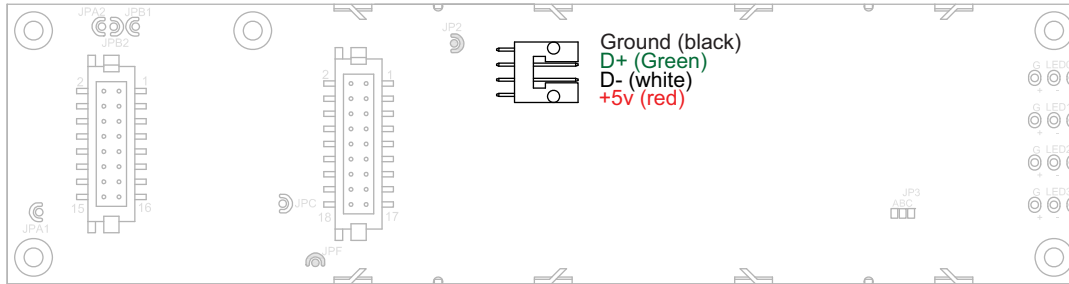 JPA2 JPB1
JPB2
JP2
Ground (black)
D+ (Green)
D- (white)
+5v (red)
2 1
2 1
G LED0
+ -
G LED1
+ -
G LED2
+ -
G LED3
+ -
15 16
JPA1
JPC
18 17
JPF
JP3
ABC